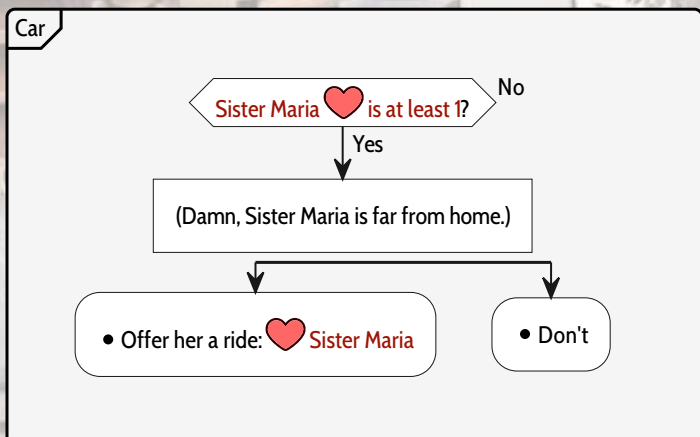 Car
Sister Maria is at least 1?
No
Yes
(Damn, Sister Maria is far from home.)
• Offer her a ride: Sister Maria
• Don't